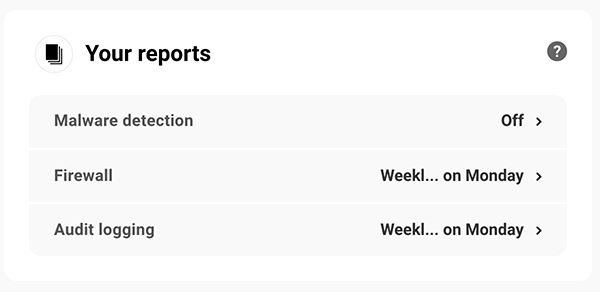 Your reports
?
Malware detection Off
Firewall Weekl... on Monday
Audit logging Weekl... on Monday